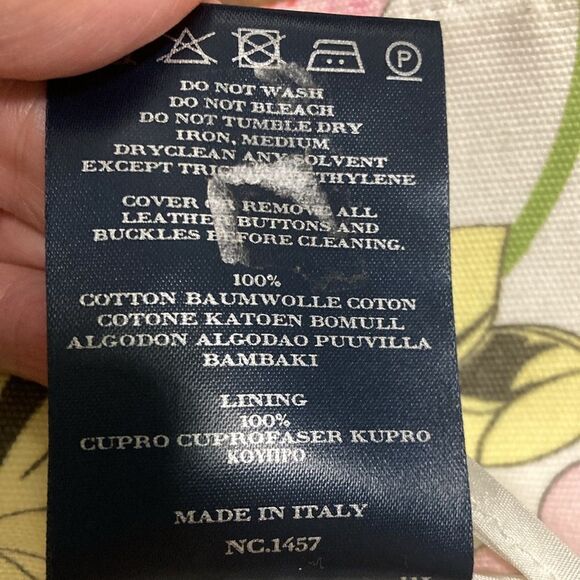 P
DO NOT WASH
DO NOT BLEACH
DO NOT TUMBLE DRY
IRON, MEDIUM
DRYCLEAN ANY SOLVENT
EXCEPT
COVER OR REMOVE ALL
LEATHER BUTTONS AND
BUCKLES BEFORE CLEANING.
100%
COTTON BAUMWOLLE COTON
COTONE KATOEN BOMULL
ALGODON ALGODAO PUUVILLA
BAMBAKI
LINING
100%
CUPRO CUPROFASER KUPRO
ΚΟΥΠΡΟ
MADE IN ITALY
NC.1457